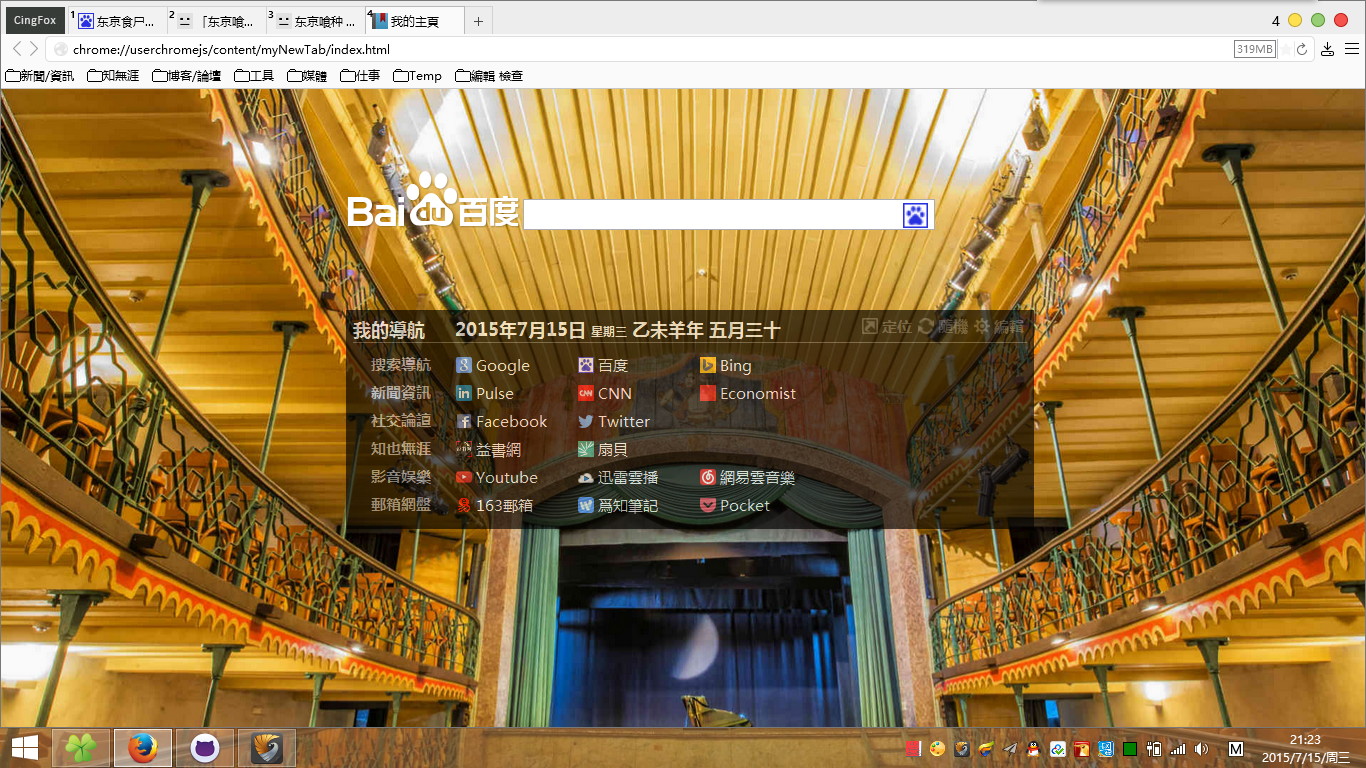 CingFox
1 东京食尸...
2 「东京喰...
3 东京喰种 ...
4 我的主頁
+
4
chrome://userchromejs/content/myNewTab/index.html
319MB
新聞/資訊 知無涯 博客/論壇 工具 媒體 仕事 Temp 編輯 檢查
Bai du 百度
我的導航 2015年7月15日 星期三 乙未羊年 五月三十 定位 隨機 編輯
搜索導航 Google 百度 Bing
新聞資訊 Pulse CNN Economist
社交論誼 Facebook Twitter
知也無涯 益書網 扇貝
影音娛樂 Youtube 迅雷雲播 網易雲音樂
郵箱網盤 163郵箱 爲知筆記 Pocket
M
21:23
2015/7/15/周三